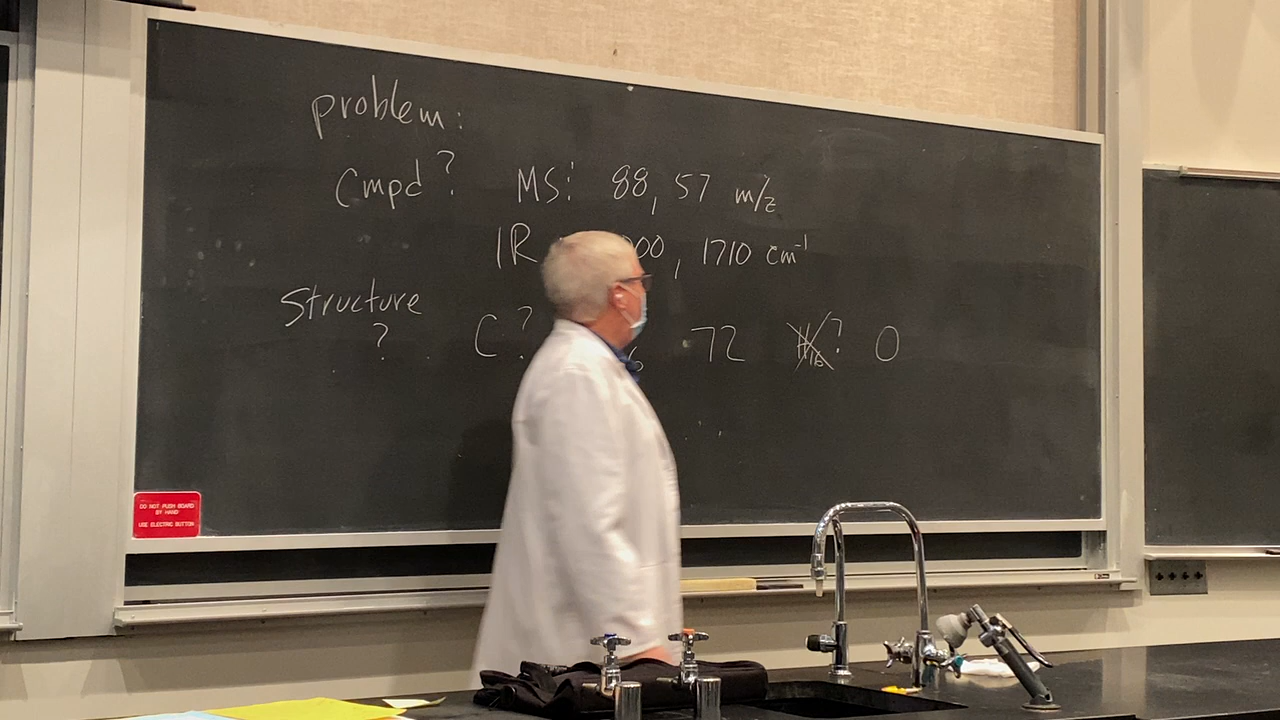 problem:
Cmpd ? MS: 88, 57 m/z
IR 00, 1710 cm-1
Structure
? C? 72 ? O
DO NOT PUSH BOARD
BY HAND
USE ELECTRIC BUTTON